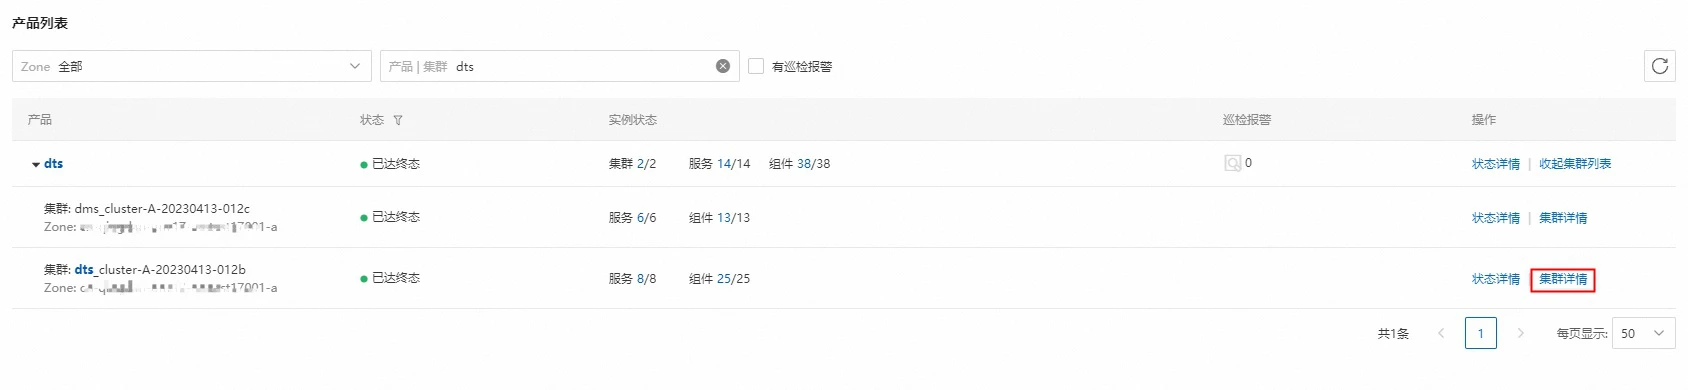 产品列表
Zone 全部 产品 | 集群 dts 有巡检报警
产品 状态 实例状态 巡检报警 操作
dts 已达终态 集群 2/2 服务 14/14 组件 38/38 0 状态详情 | 收起集群列表
集群: dms_cluster-A-20230413-012c
Zone: 17001-a
已达终态 服务 6/6 组件 13/13 状态详情 | 集群详情
集群: dts_cluster-A-20230413-012b
Zone: 17001-a
已达终态 服务 8/8 组件 25/25 状态详情 集群详情
共1条 1 每页显示: 50